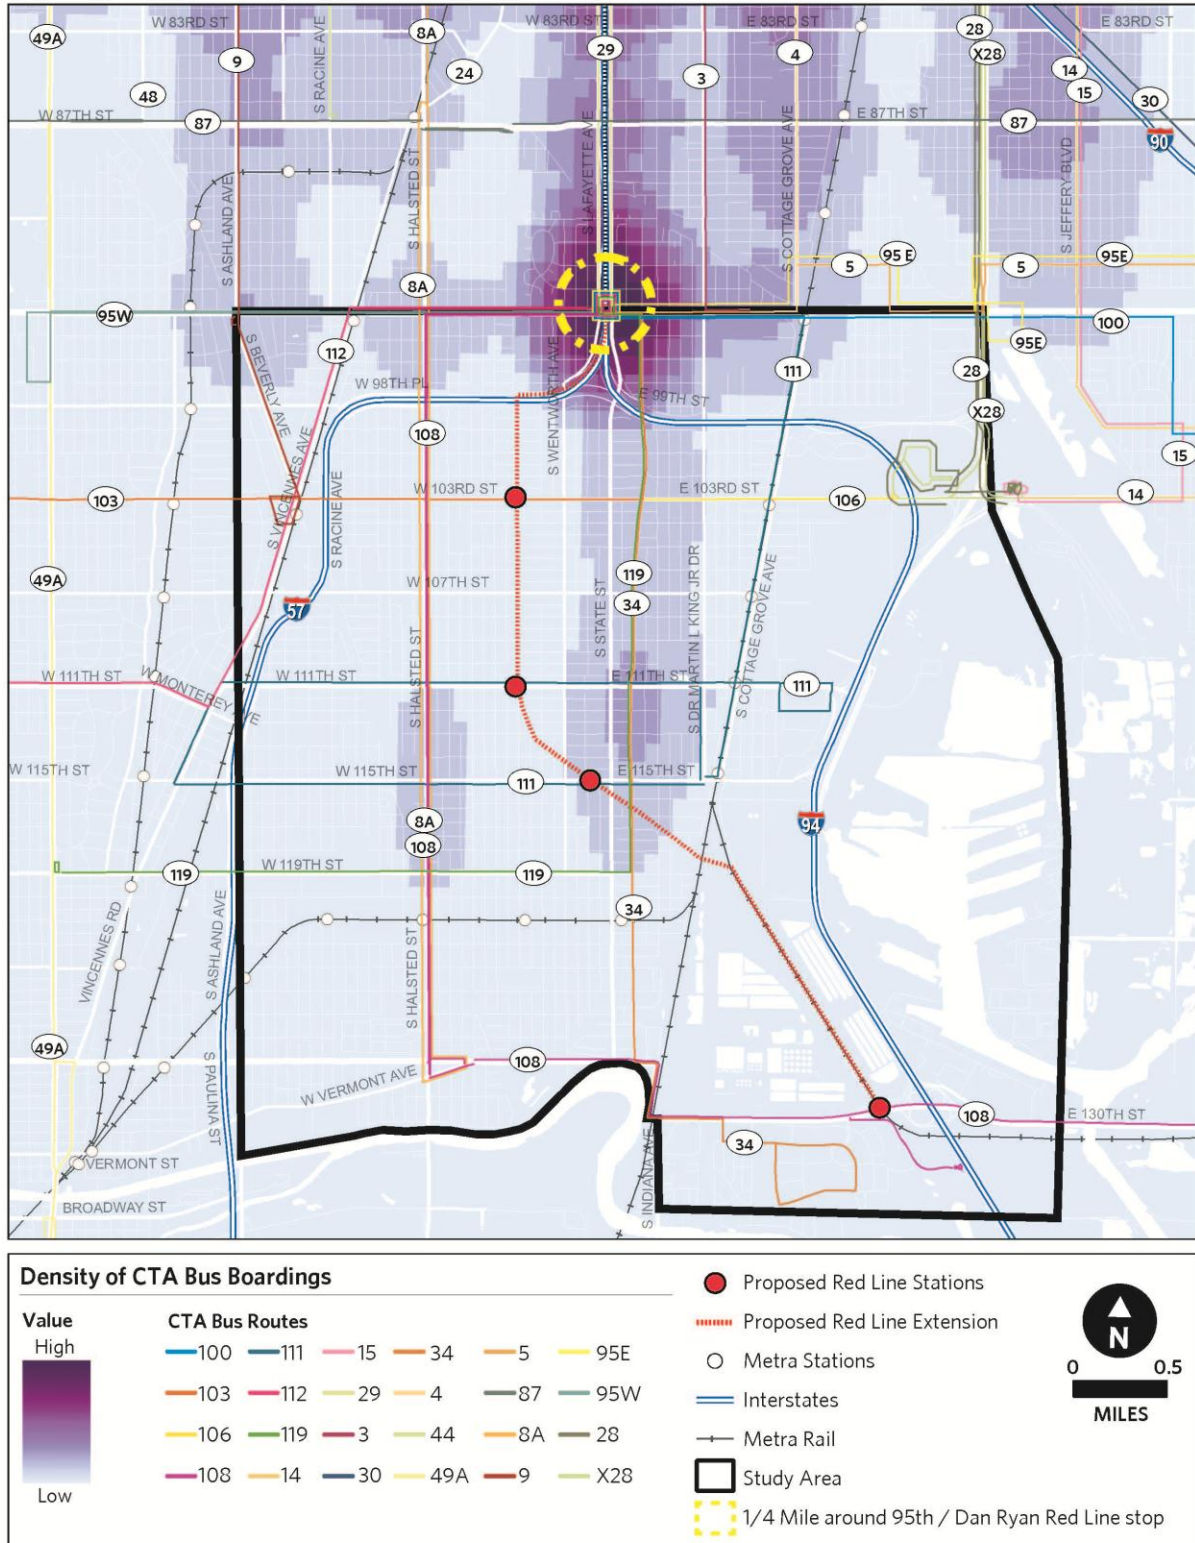 W 83RD ST
W 83RD ST
E 83RD ST
E 83RD ST
49A
8A
29
4
28
X28
9
S RACINE AVE
24
3
14
15
30
48
W 87TH ST
87
E 87TH ST
87
90
S ASHLAND AVE
S HALSTED ST
S LAFAYETTE AVE
S COTTAGE GROVE AVE
S JEFFERY BLVD
5
95 E
5
95E
8A
95W
100
95E
112
111
28
S BEVERLY AVE
W 98TH PL
S WENTWORTH AVE
E 99TH ST
X28
108
S VINCENNES AVE
15
103
W 103RD ST
E 103RD ST
106
14
S RACINE AVE
49A
W 107TH ST
119
34
S STATE ST
S DR MARTIN L KING JR DR
S COTTAGE GROVE AVE
57
W 111TH ST
W MONTEREY AVE
W 111TH ST
S HALSTED ST
E 111TH ST
111
W 115TH ST
W 115TH ST
111
E 115TH ST
8A
108
94
W 119TH ST
119
119
34
VINCENNES RD
S ASHLAND AVE
S HALSTED ST
49A
108
S PAULINA ST
W VERMONT AVE
108
E 130TH ST
34
S INDIANA AVE
VERMONT ST
BROADWAY ST
Density of CTA Bus Boardings
Value
High
Low
CTA Bus Routes
100 111 15 34 5 95E
103 112 29 4 87 95W
106 119 3 44 8A 28
108 14 30 49A 9 X28
Proposed Red Line Stations
Proposed Red Line Extension
Metra Stations
Interstates
Metra Rail
Study Area
1/4 Mile around 95th / Dan Ryan Red Line stop
N
0 0.5
MILES